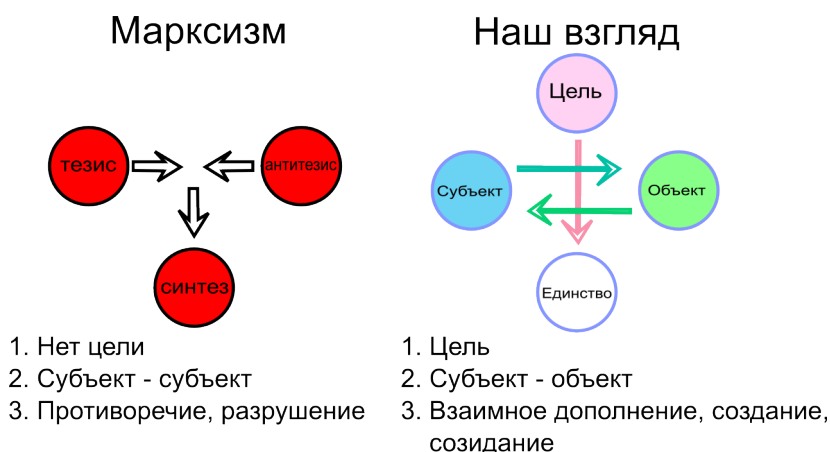 Марксизм
тезис
антитезис
синтез
1. Нет цели
2. Субъект - субъект
3. Противоречие, разрушение
Наш взгляд
Цель
Субъект
Объект
Единство
1. Цель
2. Субъект - объект
3. Взаимное дополнение, создание,
созидание